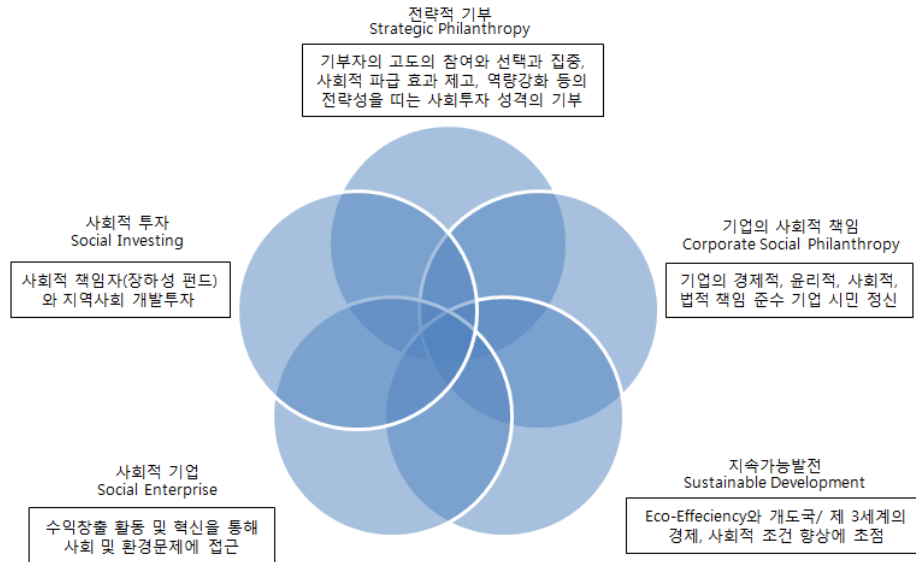 전략적 기부
Strategic Philanthropy
기부자의 고도의 참여와 선택과 집중,
사회적 파급 효과 제고, 역량강화 등의
전략성을 띠는 사회투자 성격의 기부
사회적 투자
Social Investing
사회적 책임자(장하성 펀드)
와 지역사회 개발투자
기업의 사회적 책임
Corporate Social Philanthropy
기업의 경제적, 윤리적, 사회적,
법적 책임 준수 기업 시민 정신
사회적 기업
Social Enterprise
수익창출 활동 및 혁신을 통해
사회 및 환경문제에 접근
지속가능발전
Sustainable Development
Eco-Effeciency와 개도국/ 제 3세계의
경제, 사회적 조건 향상에 초점